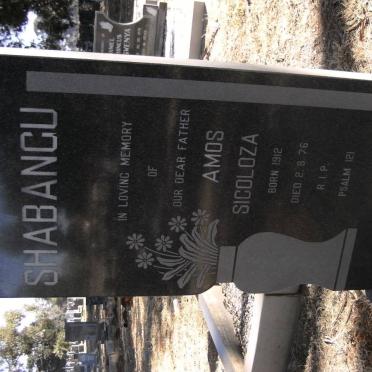 SHABANGU
IN LOVING MEMORY
OF
OUR DEAR FATHER
AMOS
SICOLOZA
BORN 1912
DIED 2.8.76
R.I.P.
PSALM 121